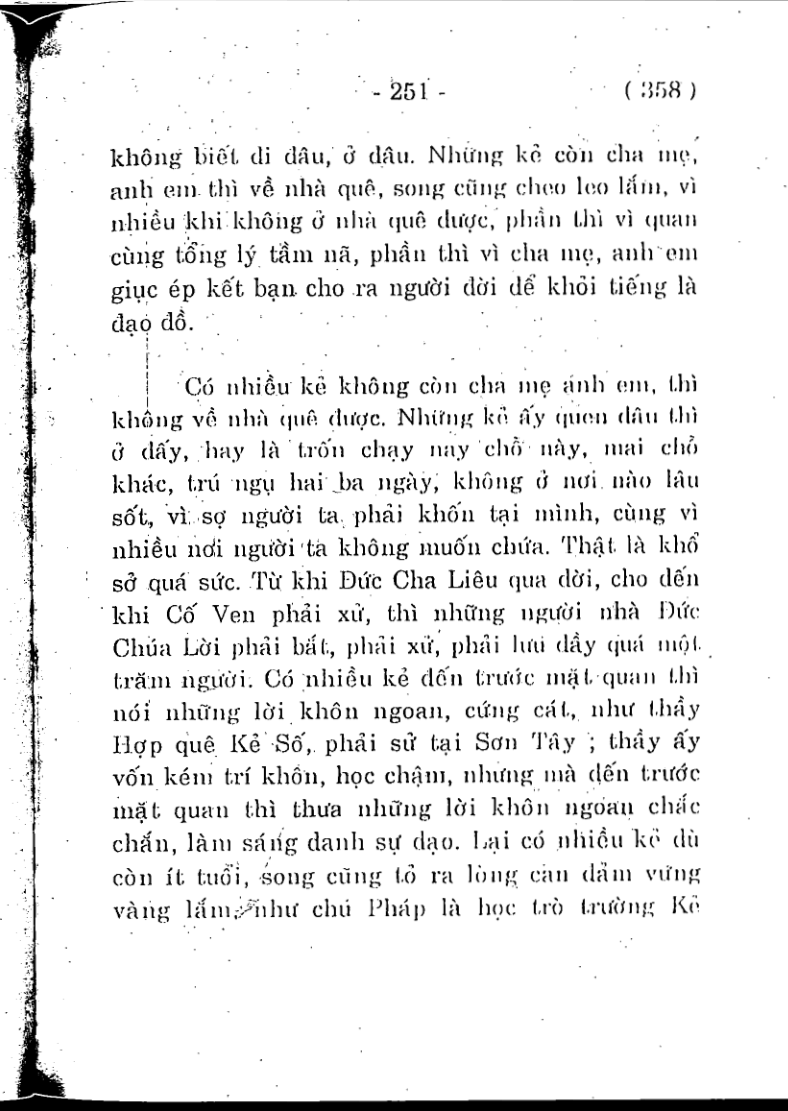 - 251 - ( 358 )
không biết di dâu, ở dâu. Những kẻ còn cha mẹ,
anh em thì về nhà quê, song cũng cheo leo lắm, vì
nhiều khi không ở nhà quê dược, phần thì vì quan
cùng tổng lý tầm nã, phần thì vì cha mẹ, anh em
giục ép kết bạn cho ra người dời dể khỏi tiếng là
dạo đồ.
Có nhiều kẻ không còn cha mẹ anh em, thì
không về nhà quê dược. Những kẻ ấy quen dâu thì
ở dấy, hay là trốn chạy nay chỗ này, mai chỗ
khác, trú ngụ hai ba ngày, không ở nơi nào lâu
sốt, vì sợ người ta phải khốn tại mình, cùng vì
nhiều nơi người ta không muốn chứa. Thật là khổ
sở quá sức. Từ khi Đức Cha Liêu qua dời, cho dến
khi Cố Ven phải xử, thì những người nhà Đức
Chúa Lời phải bắt, phải xử, phải lưu dầy quá một
trăm người. Có nhiều kẻ dến trước mặt quan thì
nói những lời khôn ngoan, cứng cát, như thầy
Hợp quê Kẻ Số, phải sử tại Sơn Tây ; thầy ấy
vốn kém trí khôn, học chậm, nhưng mà dến trước
mặt quan thì thưa những lời khôn ngoan chắc
chắn, làm sáng danh sự dạo. Lại có nhiều kẻ dù
còn ít tuổi, song cũng tỏ ra lòng can dảm vững
vàng lắm, như chú Pháp là học trò trường Kẻ